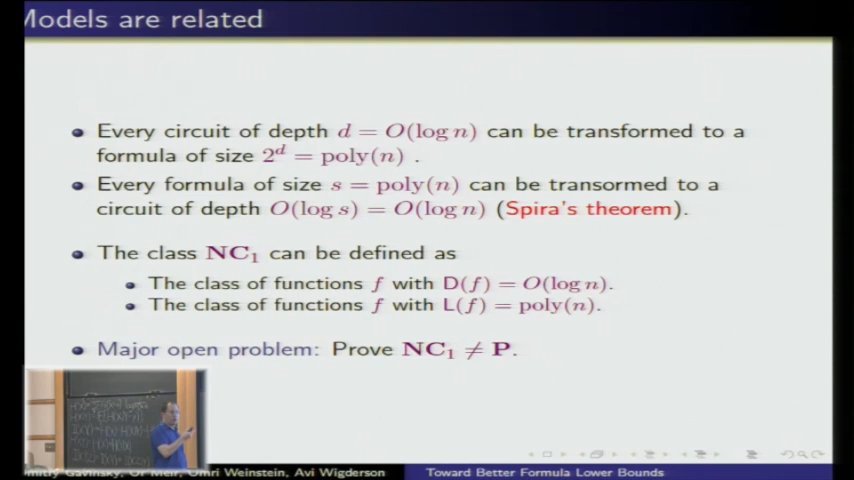 Models are related
Every circuit of depth d = O(log n) can be transformed to a
formula of size 2^d = poly(n) .
Every formula of size s = poly(n) can be transormed to a
circuit of depth O(log s) = O(log n) (Spira's theorem).
The class NC₁ can be defined as
The class of functions f with D(f) = O(log n).
The class of functions f with L(f) = poly(n).
Major open problem: Prove NC₁ ≠ P.
Gavinsky, Or Meir, Omri Weinstein, Avi Wigderson
Toward Better Formula Lower Bounds